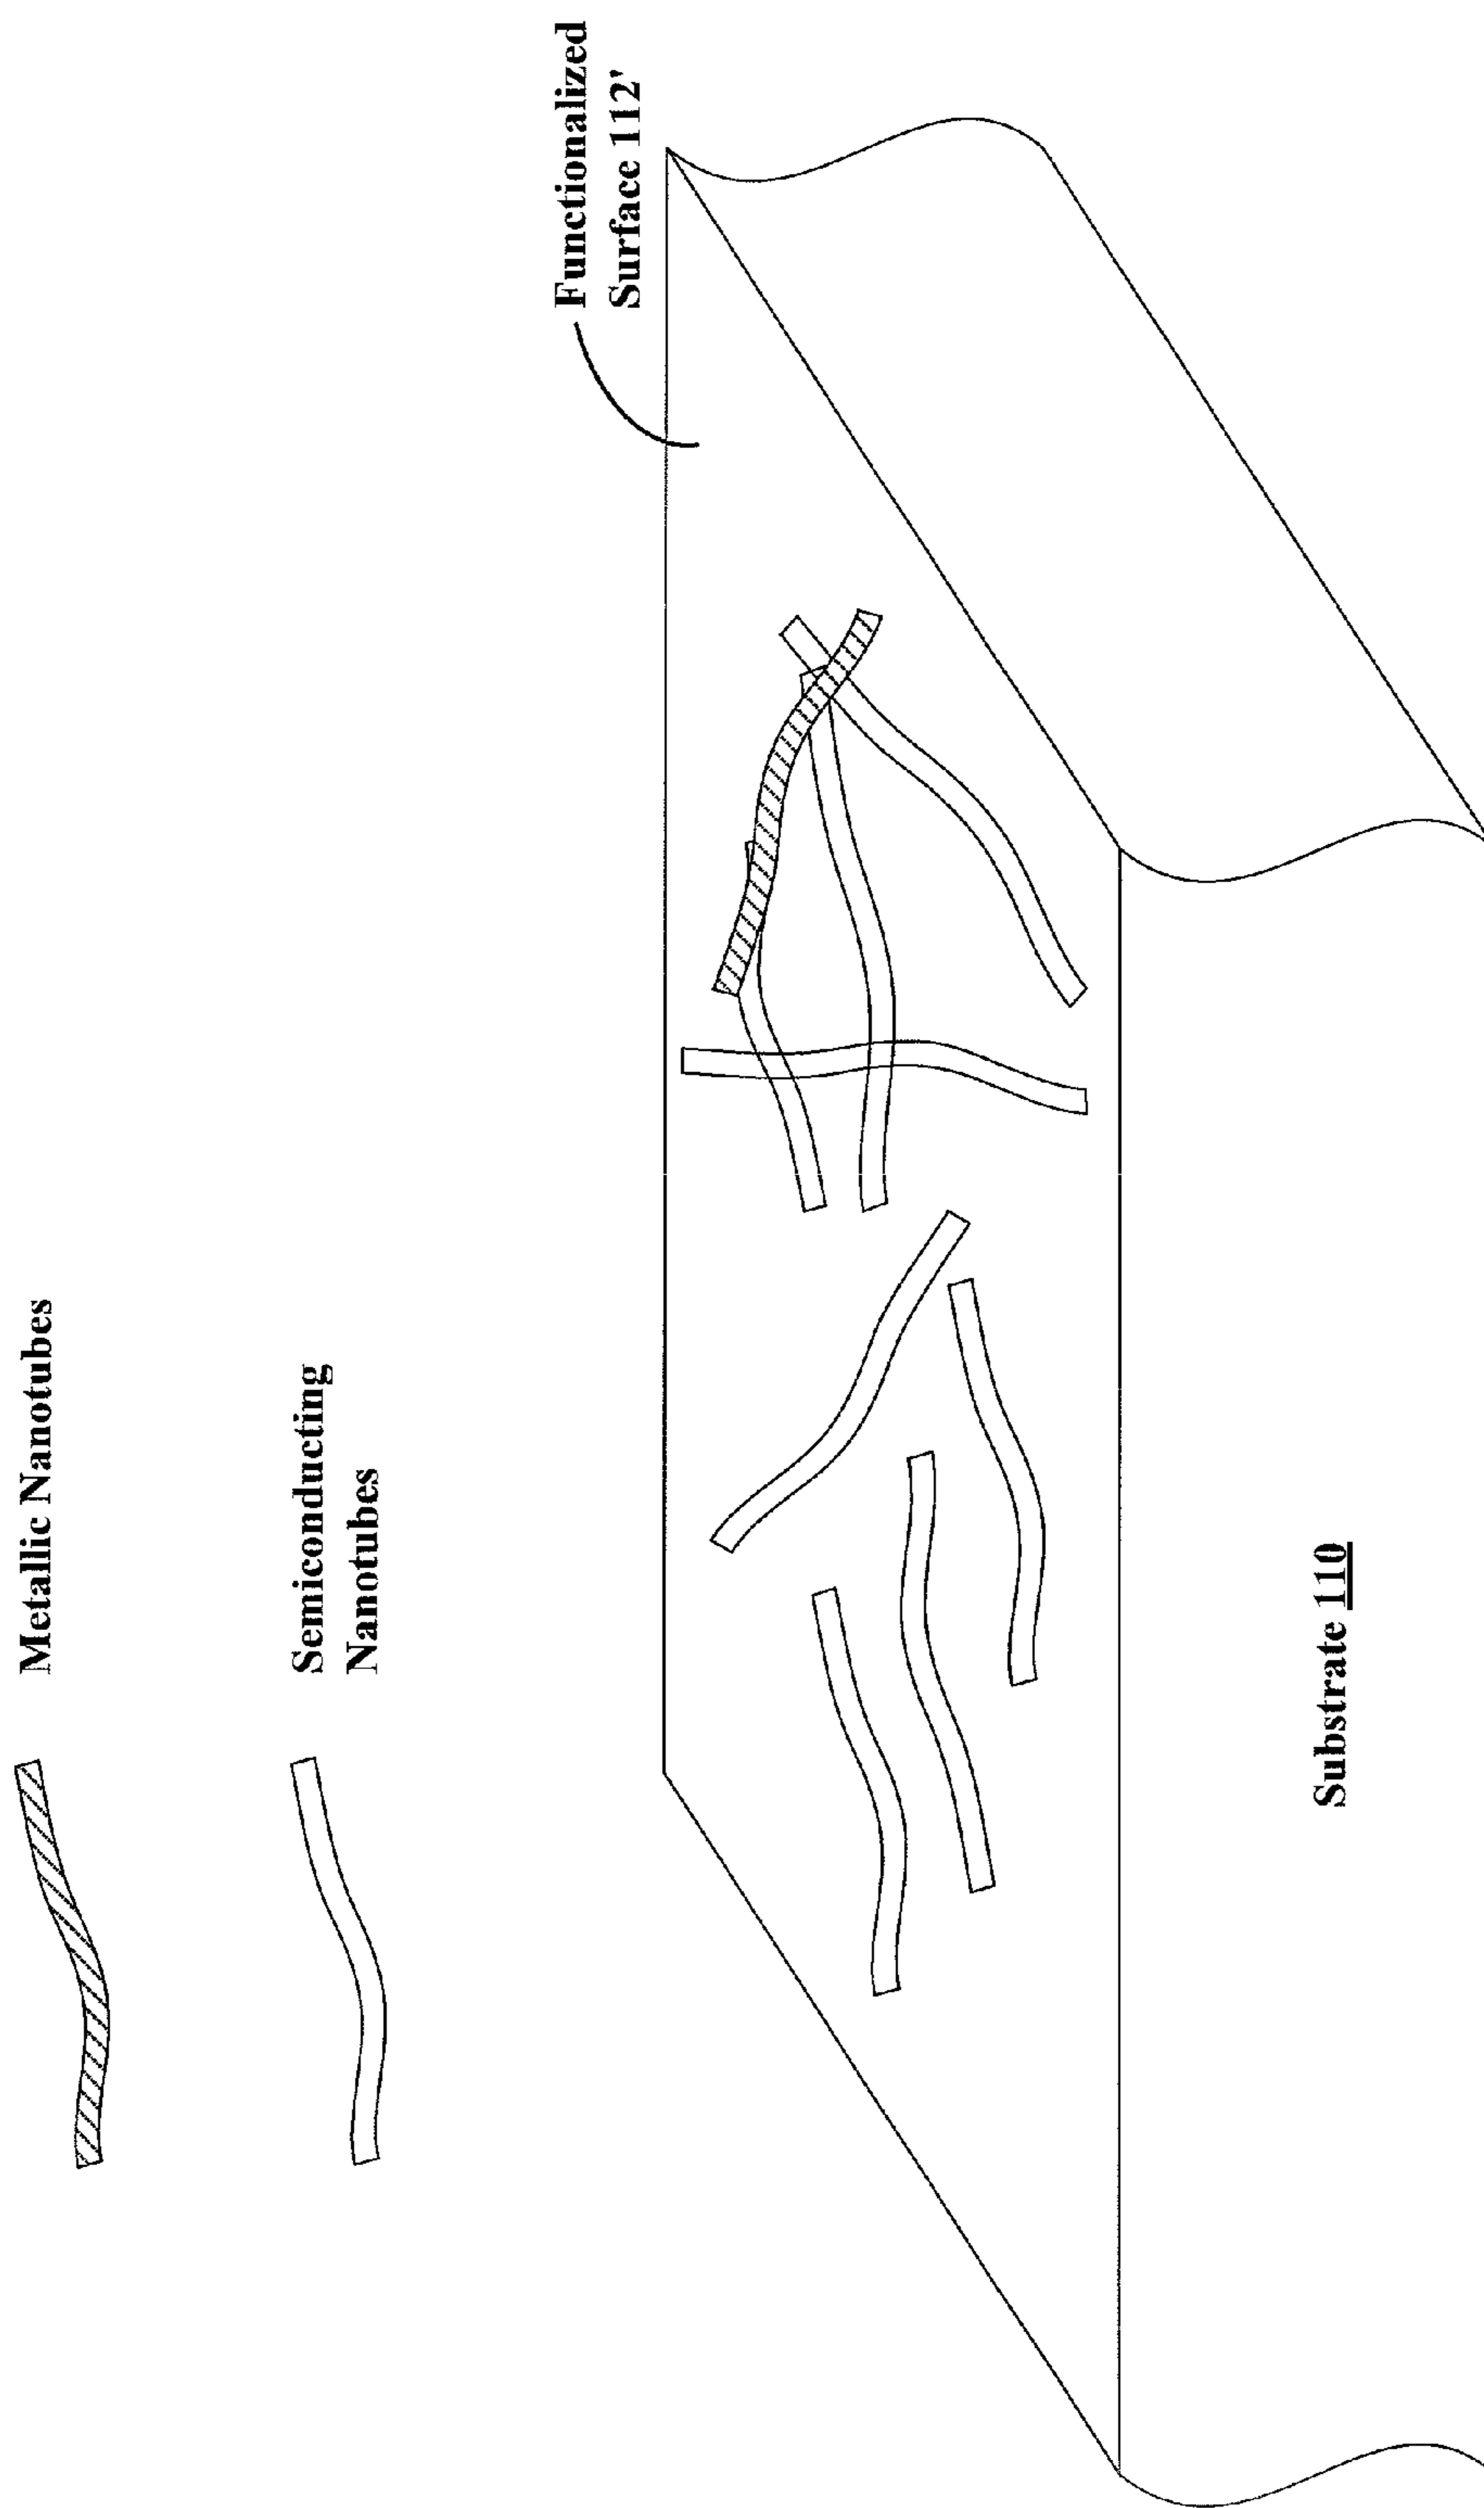 Metallic Nanotubes
Semiconducting
Nanotubes
Functionalized
Surface 112'
Substrate 110